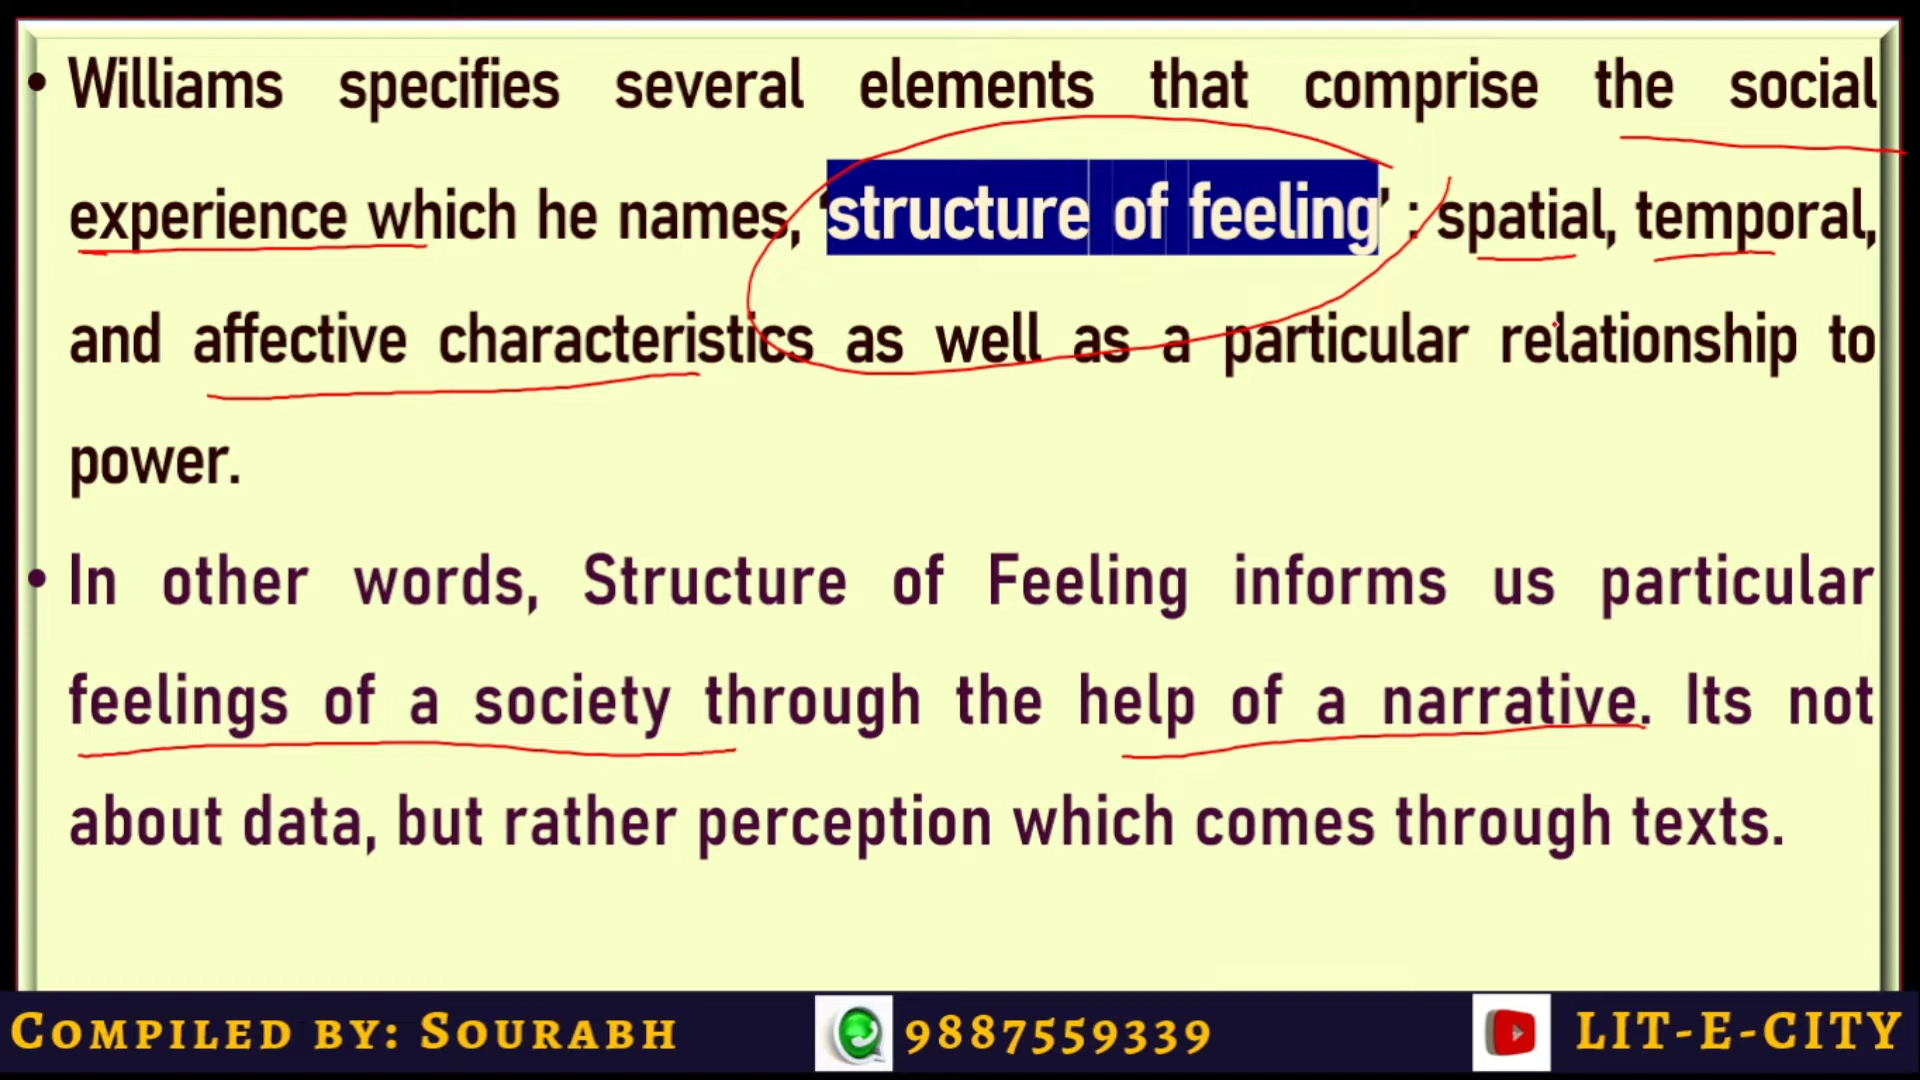 • Williams specifies several elements that comprise the social
experience which he names, ‘structure of feeling’ : spatial, temporal,
and affective characteristics as well as a particular relationship to
power.
• In other words, Structure of Feeling informs us particular
feelings of a society through the help of a narrative. Its not
about data, but rather perception which comes through texts.
COMPILED BY: SOURABH 9887559339 LIT-E-CITY